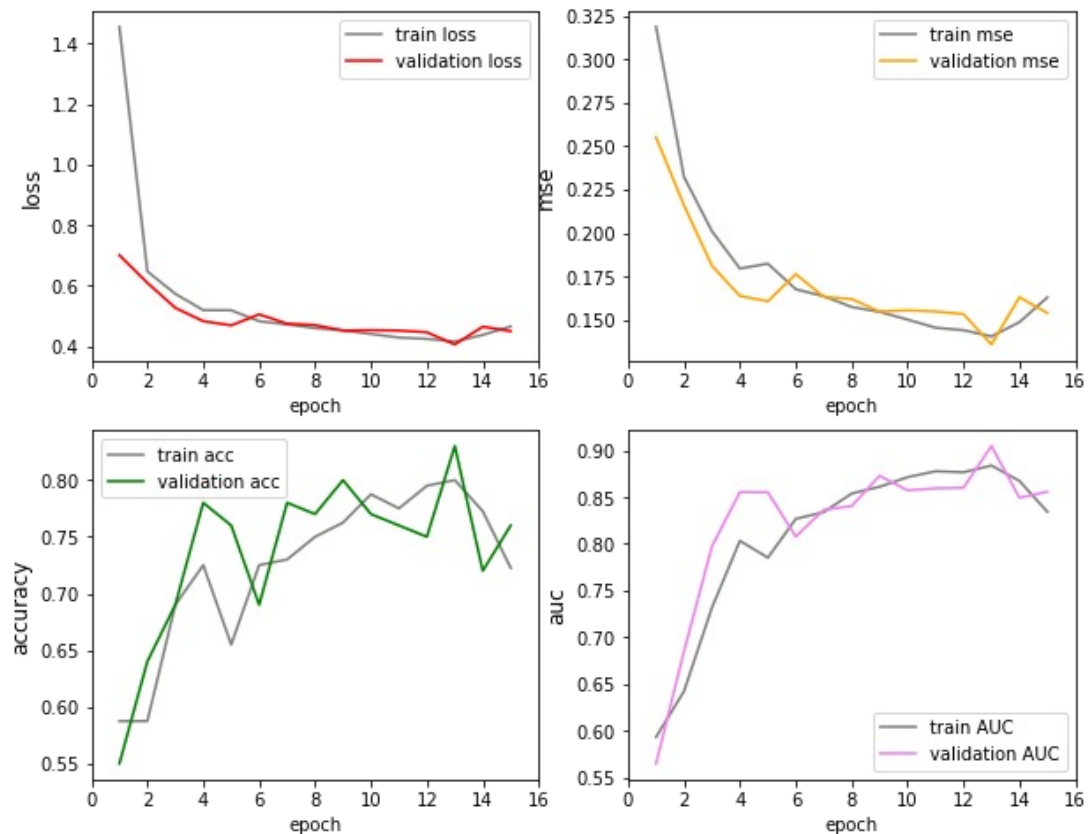 train loss
validation loss
loss
1.4
1.2
1.0
0.8
0.6
0.4
0 2 4 6 8 10 12 14 16
epoch
train mse
validation mse
mse
0.325
0.300
0.275
0.250
0.225
0.200
0.175
0.150
0 2 4 6 8 10 12 14 16
epoch
train acc
validation acc
accuracy
0.80
0.75
0.70
0.65
0.60
0.55
0 2 4 6 8 10 12 14 16
epoch
auc
0.90
0.85
0.80
0.75
0.70
0.65
0.60
0.55
train AUC
validation AUC
0 2 4 6 8 10 12 14 16
epoch